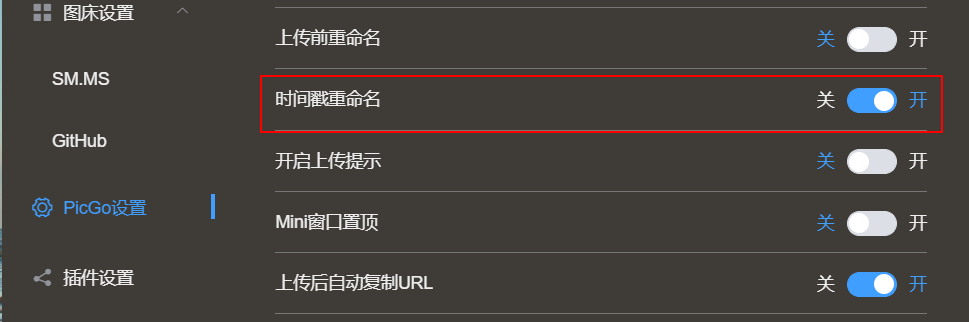 图床设置
SM.MS
GitHub
PicGo设置
插件设置
上传前重命名 关 开
时间戳重命名 关 开
开启上传提示 关 开
Mini窗口置顶 关 开
上传后自动复制URL 关 开